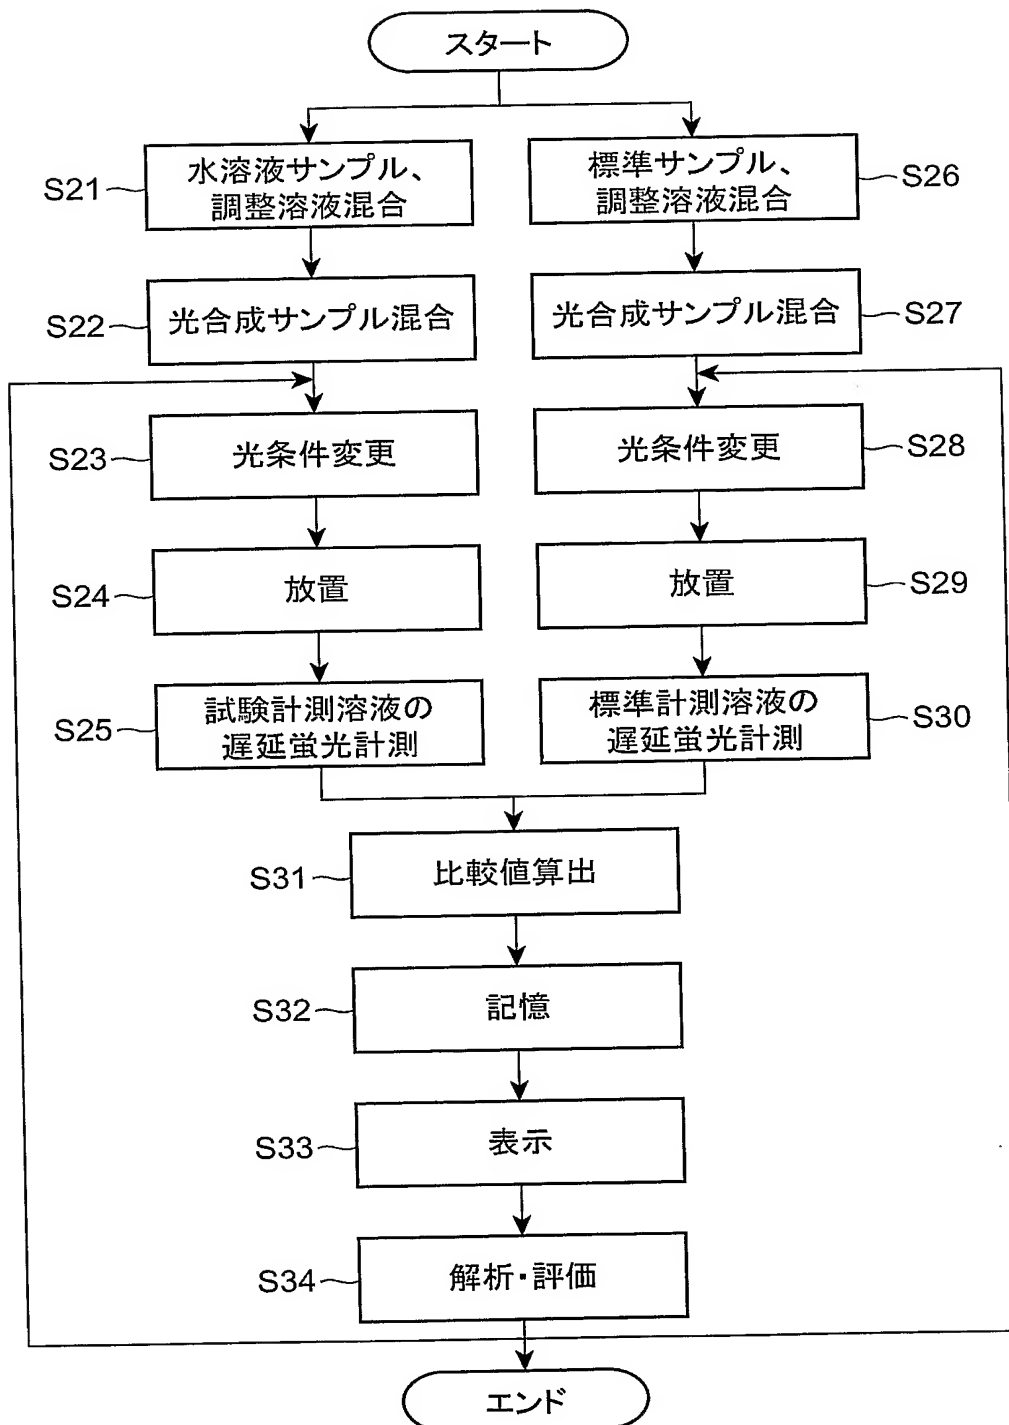 スタート
S21
水溶液サンプル、
調整溶液混合
標準サンプル、
調整溶液混合
S26
S22
光合成サンプル混合
光合成サンプル混合
S27
S23
光条件変更
光条件変更
S28
S24
放置
放置
S29
S25
試験計測溶液の
遅延蛍光計測
標準計測溶液の
遅延蛍光計測
S30
S31
比較値算出
S32
記憶
S33
表示
S34
解析・評価
エンド